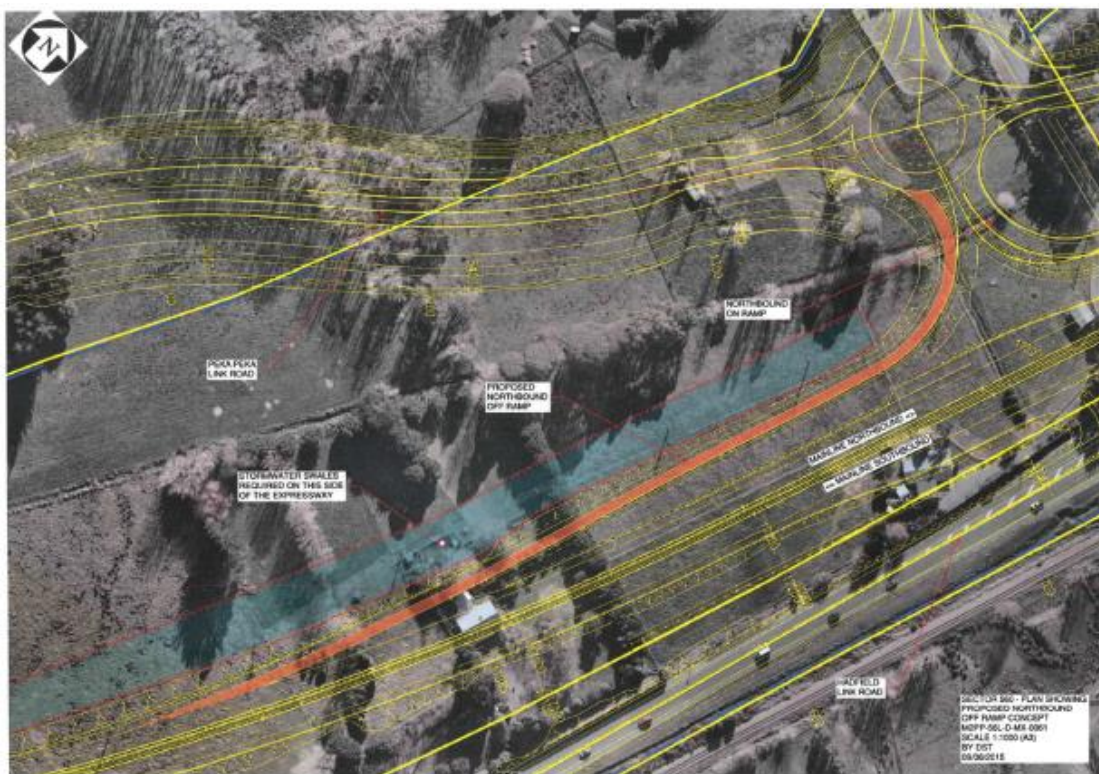 N
NORTHBOUND
ON RAMP
PEKA PEKA
LINK ROAD
PROPOSED
NORTHBOUND
OFF RAMP
MAINLINE NORTHBOUND =>
<= MAINLINE SOUTHBOUND
STORMWATER SWALES
REQUIRED ON THIS SIDE
OF THE EXPRESSWAY
HADFIELD
LINK ROAD
PLAN SHOWING
PROPOSED NORTHBOUND
OFF RAMP CONCEPT
SCALE 1:1000 (A3)
BY DST